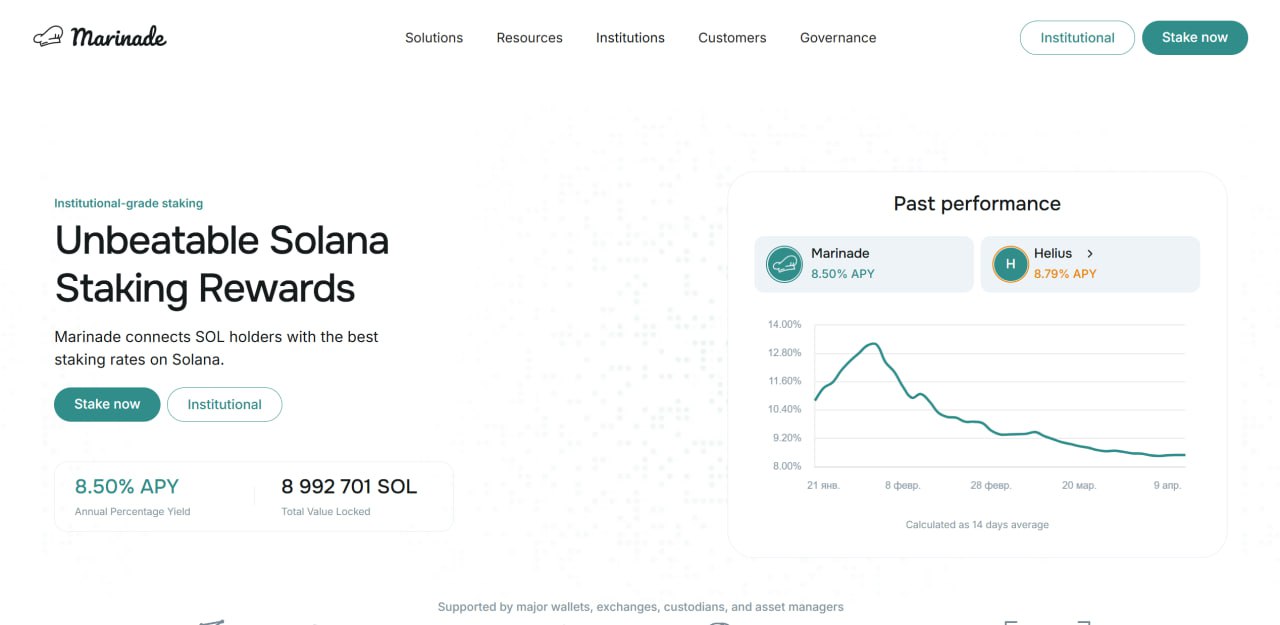 Marinade
Solutions
Resources
Institutions
Customers
Governance
Institutional
Stake now
Institutional-grade staking
Unbeatable Solana
Staking Rewards
Marinade connects SOL holders with the best
staking rates on Solana.
Stake now
Institutional
8.50% APY
Annual Percentage Yield
8 992 701 SOL
Total Value Locked
Past performance
Marinade
8.50% APY
H
Helius
8.79% APY
14.00%
12.80%
11.60%
10.40%
9.20%
8.00%
21 янв.
8 февр.
28 февр.
20 мар.
9 апр.
Calculated as 14 days average
Supported by major wallets, exchanges, custodians, and asset managers